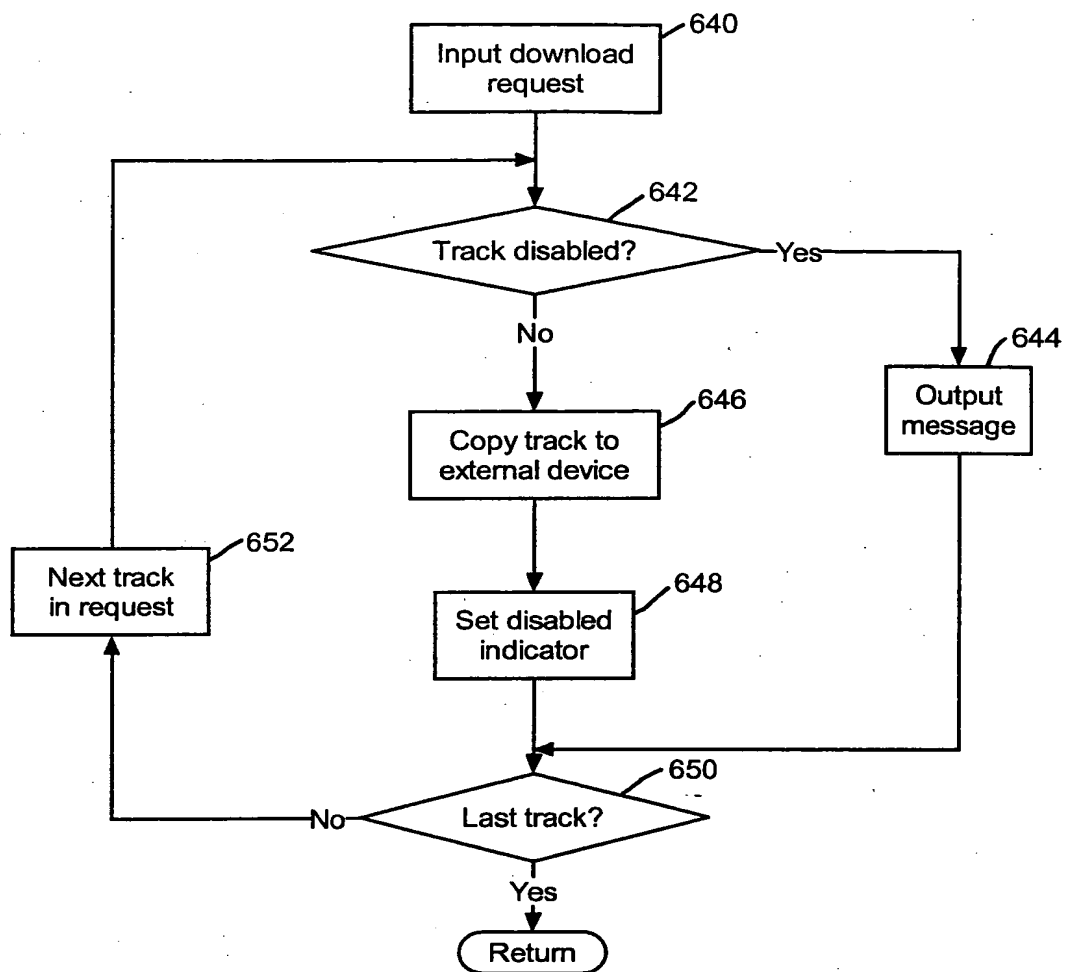 640
Input download
request
642
Track disabled?
Yes
No
644
Output
message
646
Copy track to
external device
652
Next track
in request
648
Set disabled
indicator
650
Last track?
No
Yes
Return